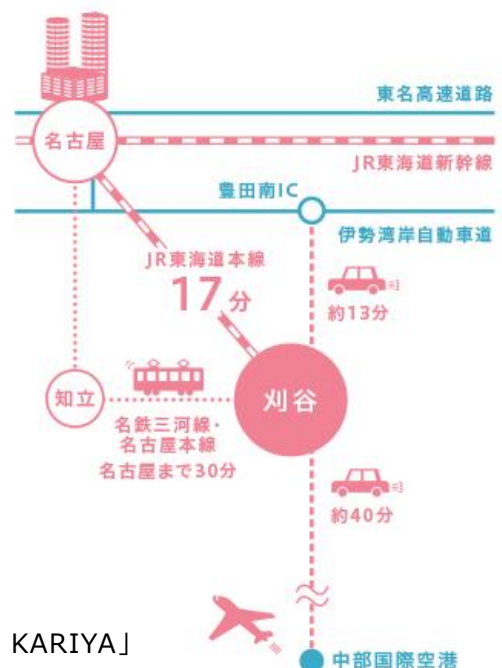 東名高速道路
名古屋
JR東海道新幹線
豊田南IC
伊勢湾岸自動車道
JR東海道本線
17分
約13分
知立
刈谷
名鉄三河線・
名古屋本線
名古屋まで30分
約40分
KARIYA」
中部国際空港